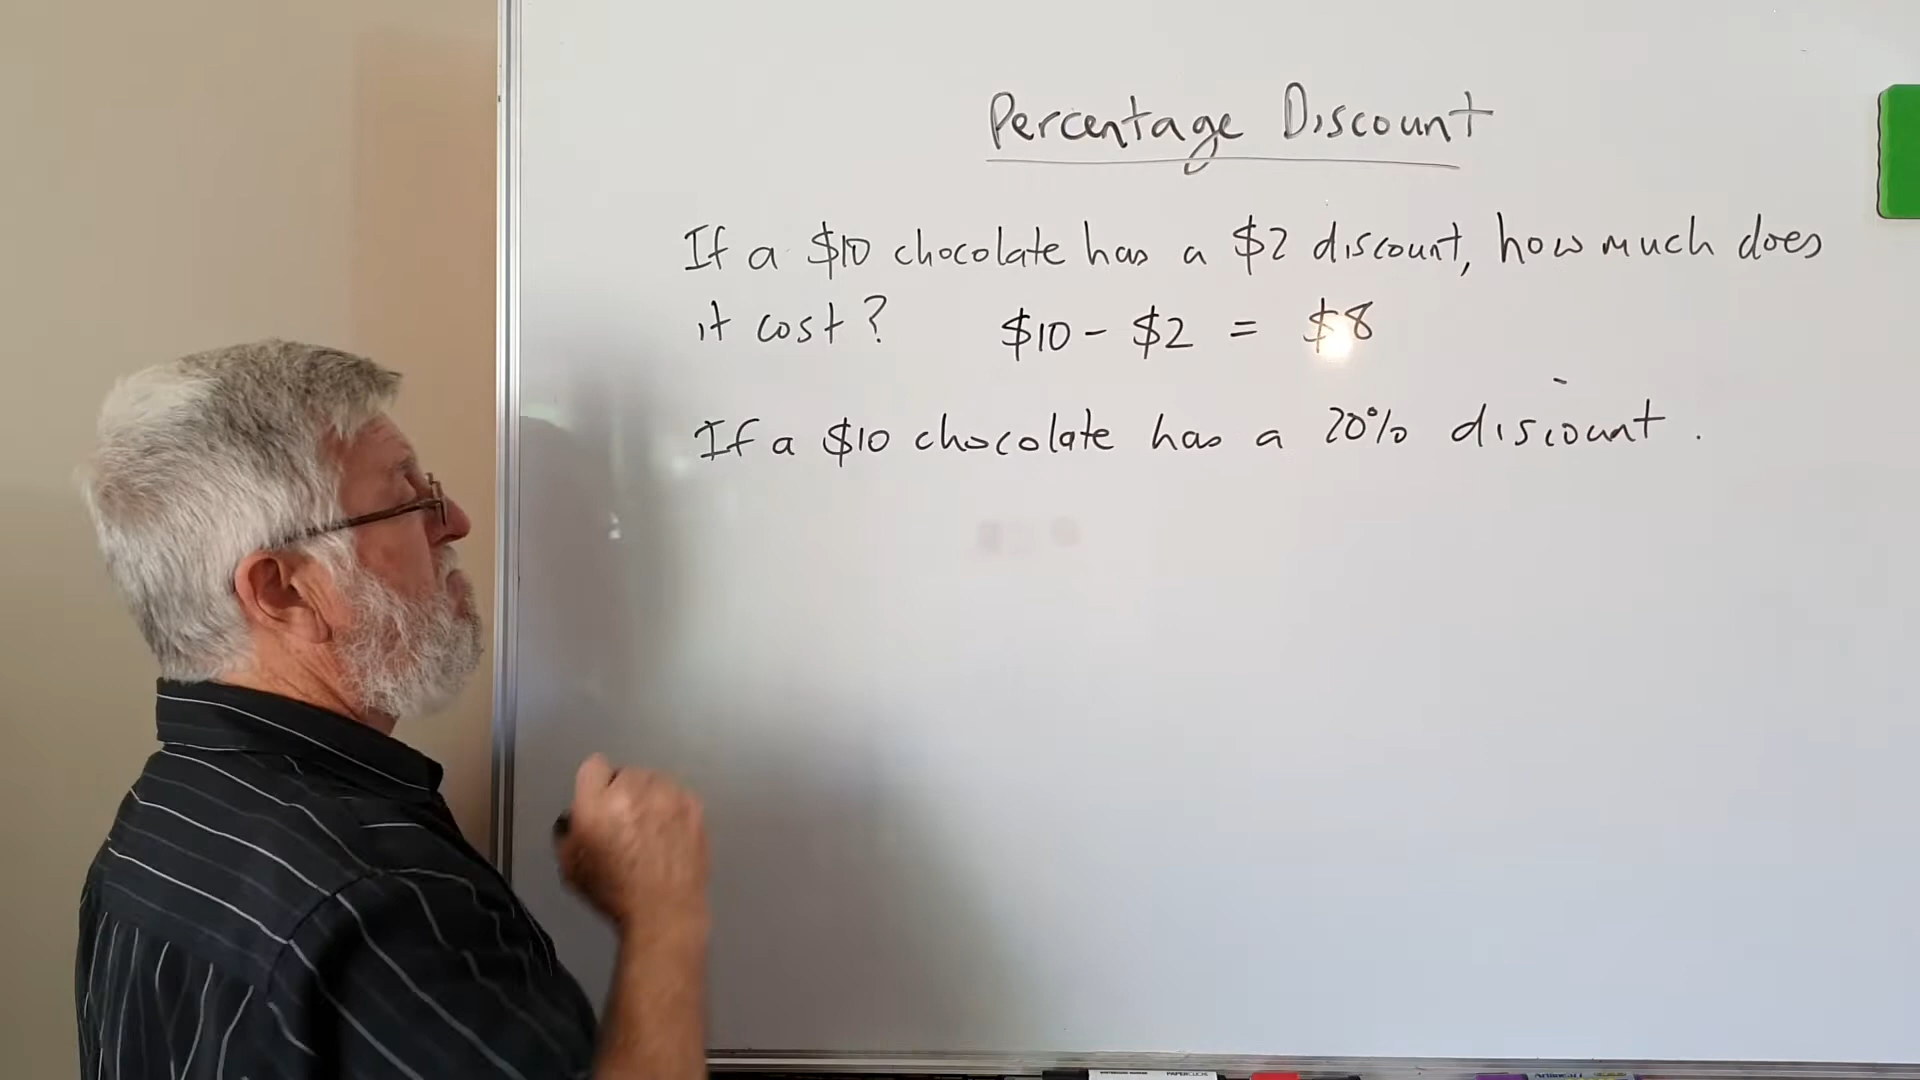 Percentage Discount
If a $10 chocolate has a $2 discount, how much does
it cost? $10 - $2 = $8
If a $10 chocolate has a 20% discount.